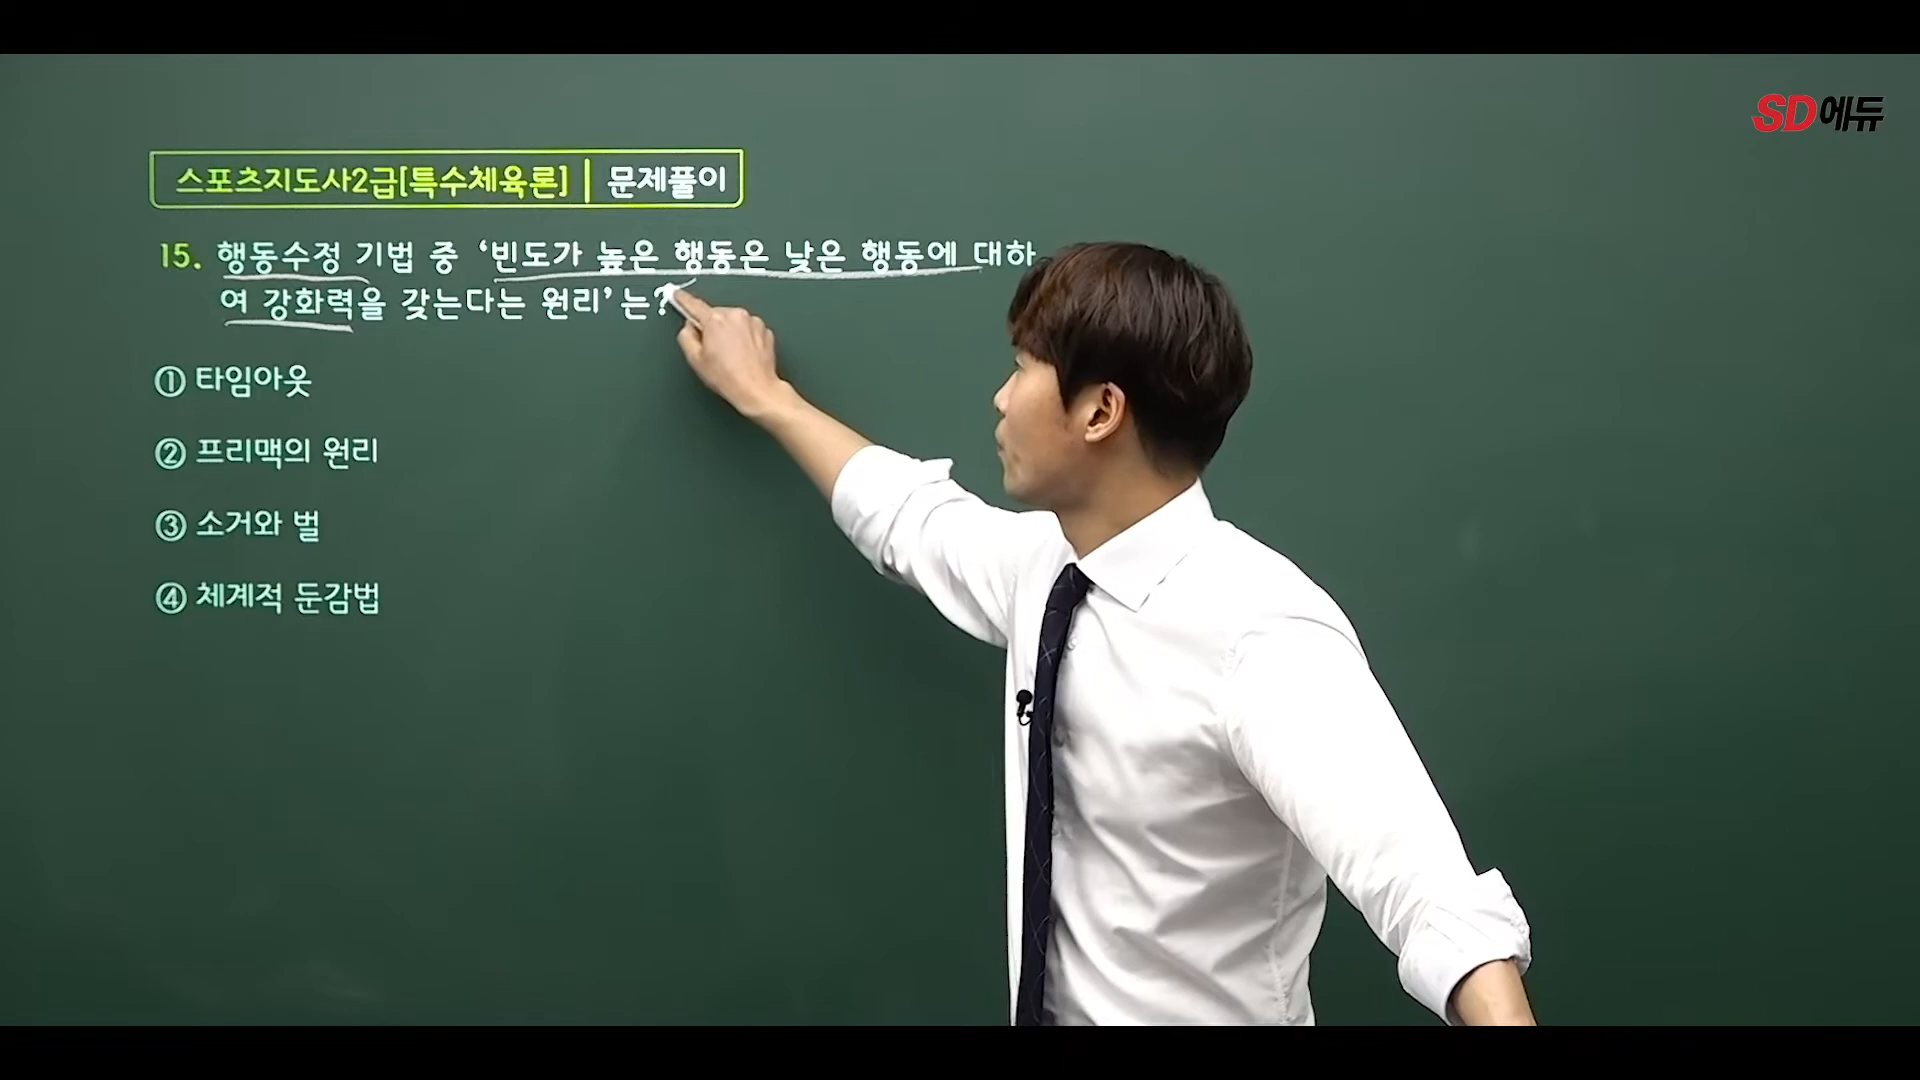 SD에듀
스포츠지도사2급[특수체육론] | 문제풀이
15. 행동수정 기법 중 ‘빈도가 높은 행동은 낮은 행동에 대하
여 강화력을 갖는다는 원리’는?
① 타임아웃
② 프리맥의 원리
③ 소거와 벌
④ 체계적 둔감법